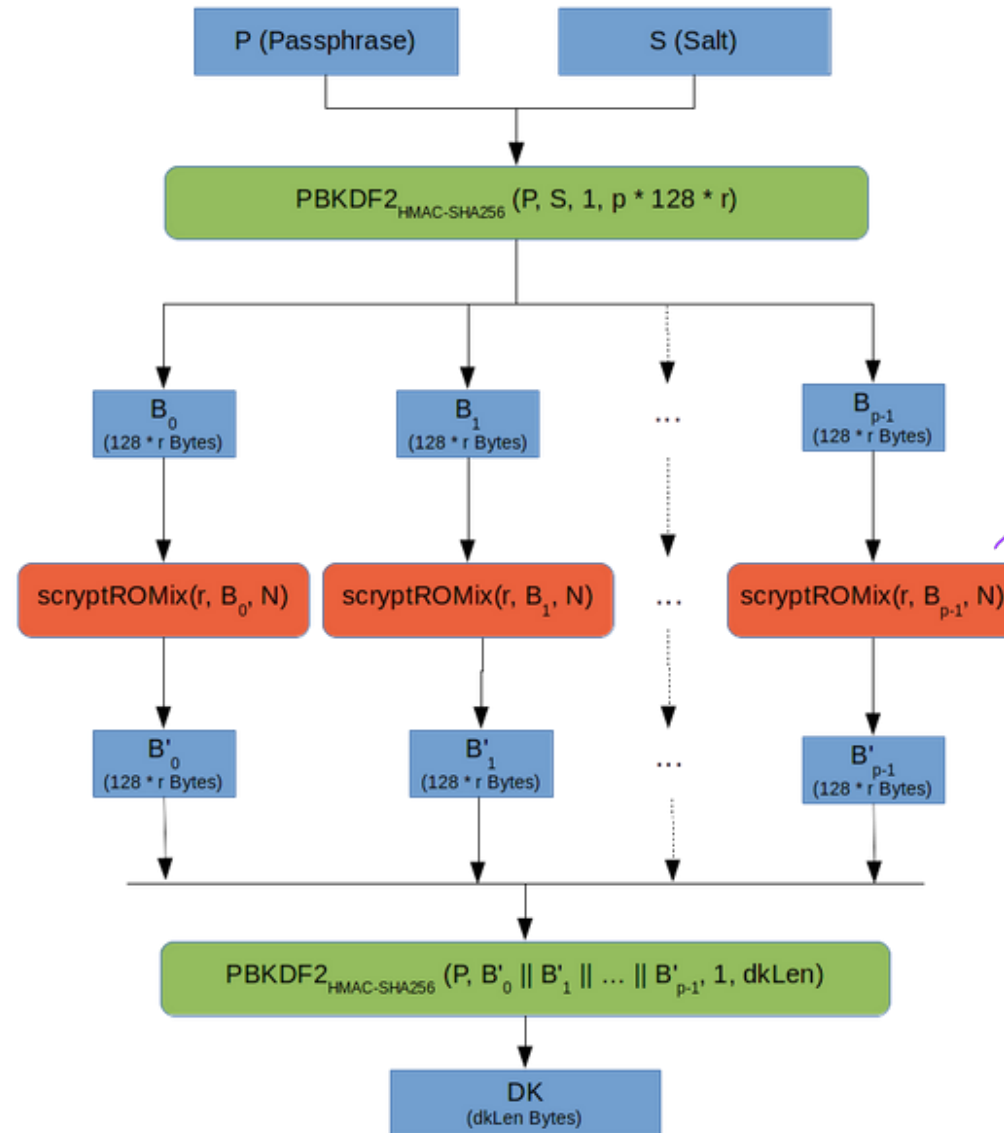 P (Passphrase)
S (Salt)
PBKDF2HMAC-SHA256 (P, S, 1, p * 128 * r)
B0
(128 * r Bytes)
B1
(128 * r Bytes)
...
Bp-1
(128 * r Bytes)
scryptROMix(r, B0, N)
scryptROMix(r, B1, N)
...
scryptROMix(r, Bp-1, N)
B'0
(128 * r Bytes)
B'1
(128 * r Bytes)
...
B'p-1
(128 * r Bytes)
PBKDF2HMAC-SHA256 (P, B'0 || B'1 || ... || B'p-1, 1, dkLen)
DK
(dkLen Bytes)